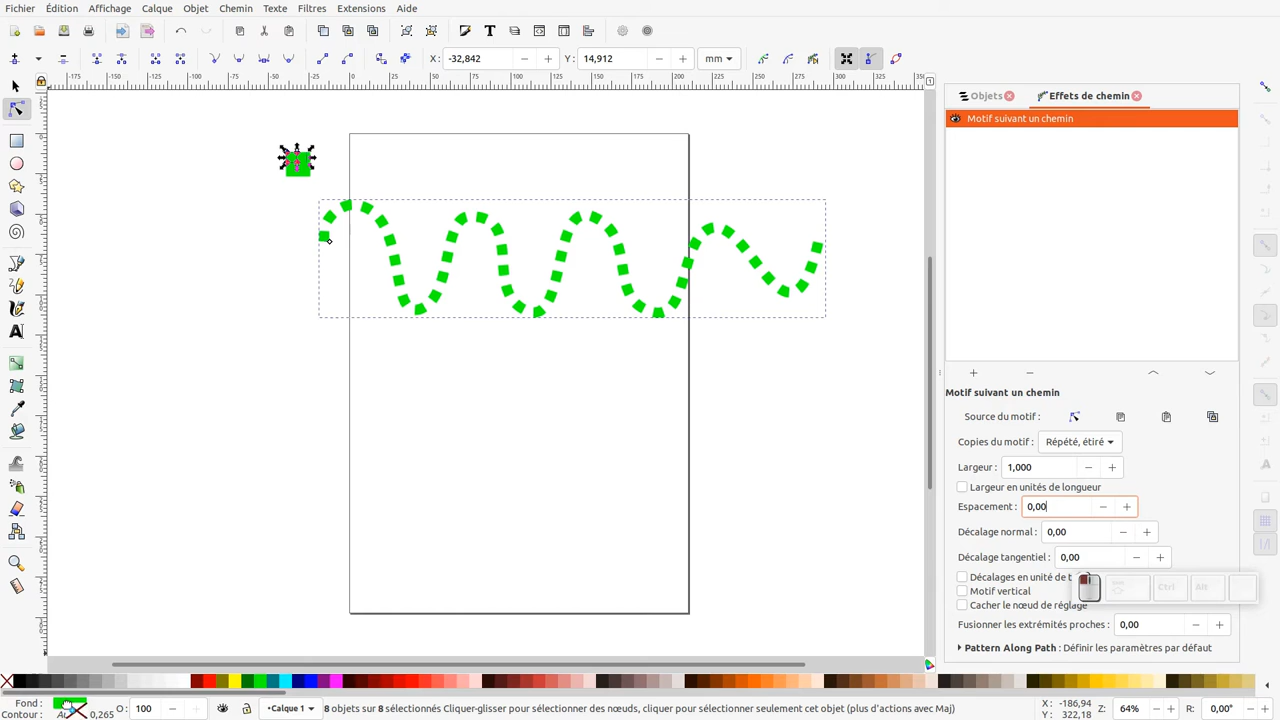 Fichier Édition Affichage Calque Objet Chemin Texte Filtres Extensions Aide
X : -32,842 Y : 14,912 mm
Objets Effets de chemin
Motif suivant un chemin
Motif suivant un chemin
Source du motif :
Copies du motif : Répété, étiré
Largeur : 1,000
Largeur en unités de longueur
Espacement : 0,00
Décalage normal : 0,00
Décalage tangentiel : 0,00
Décalages en unité de t
Ctrl Alt
Motif vertical
Cacher le nœud de réglage
Fusionner les extrémités proches : 0,00
Pattern Along Path : Définir les paramètres par défaut
Fond : O: 100 •Calque 1 8 objets sur 8 sélectionnés Cliquer-glisser pour sélectionner des nœuds, cliquer pour sélectionner seulement cet objet (plus d'actions avec Maj) X : -186,94 Z : 64% R : 0,00°
Contour : 0,265 Y : 322,18